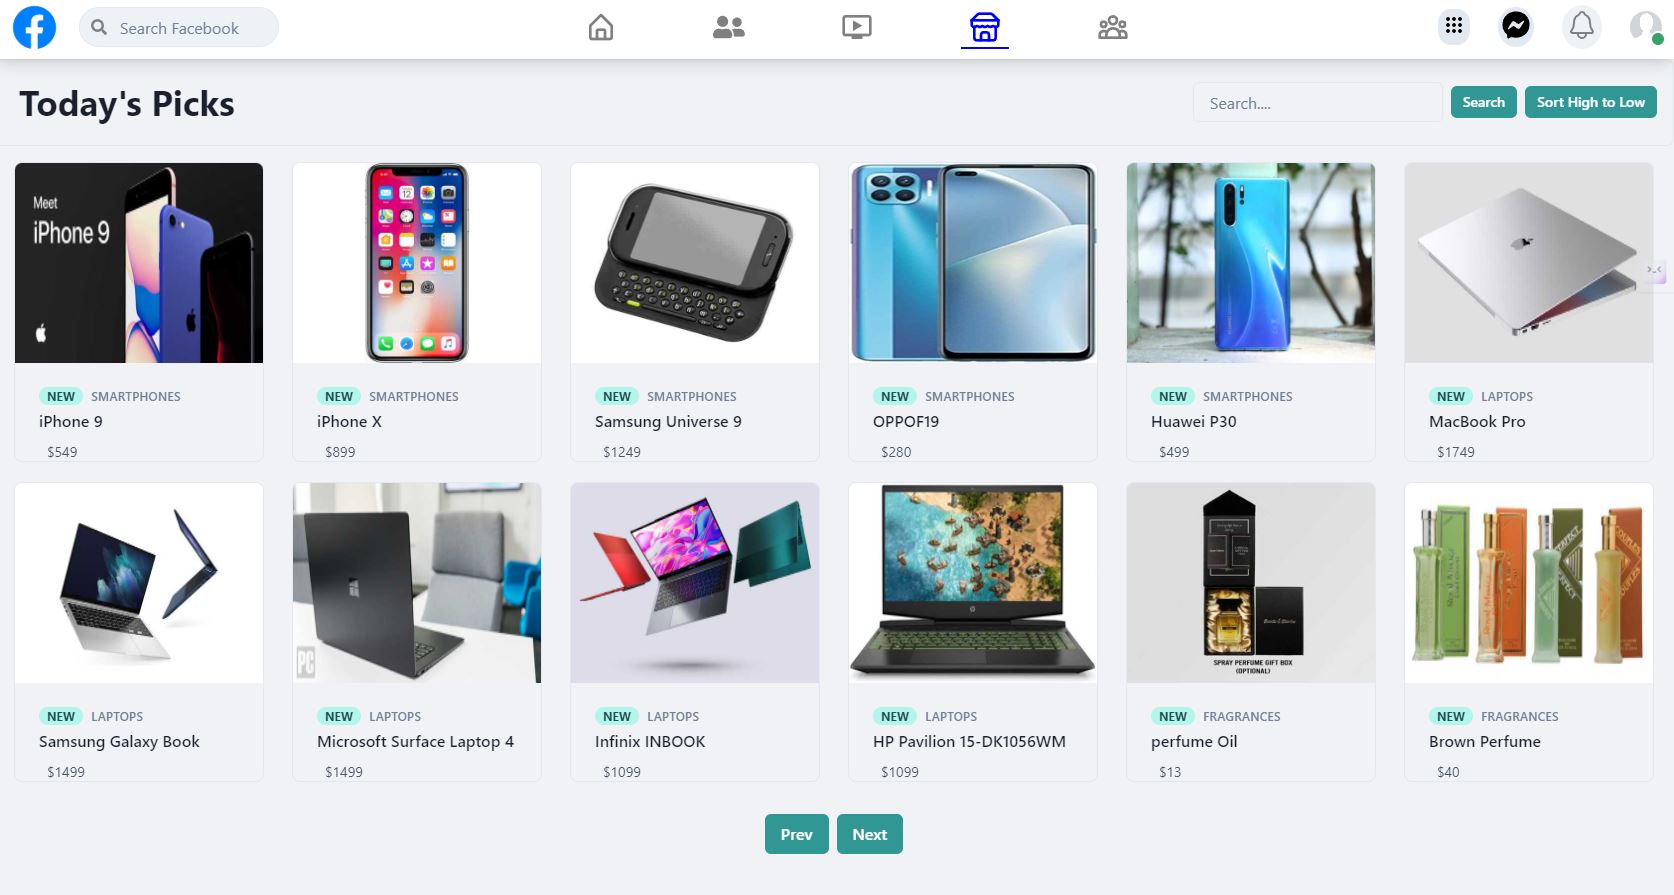 Search Facebook
Today's Picks
Search....
Search
Sort High to Low
Meet
iPhone 9
NEW SMARTPHONES
iPhone 9
$549
NEW SMARTPHONES
iPhone X
$899
NEW SMARTPHONES
Samsung Universe 9
$1249
NEW SMARTPHONES
OPPOF19
$280
NEW SMARTPHONES
Huawei P30
$499
NEW LAPTOPS
MacBook Pro
$1749
NEW LAPTOPS
Samsung Galaxy Book
$1499
PC
NEW LAPTOPS
Microsoft Surface Laptop 4
$1499
NEW LAPTOPS
Infinix INBOOK
$1099
NEW LAPTOPS
HP Pavilion 15-DK1056WM
$1099
SPRAY PERFUME GIFT BOX
(OPTIONAL)
NEW FRAGRANCES
perfume Oil
$13
NEW FRAGRANCES
Brown Perfume
$40
Prev
Next